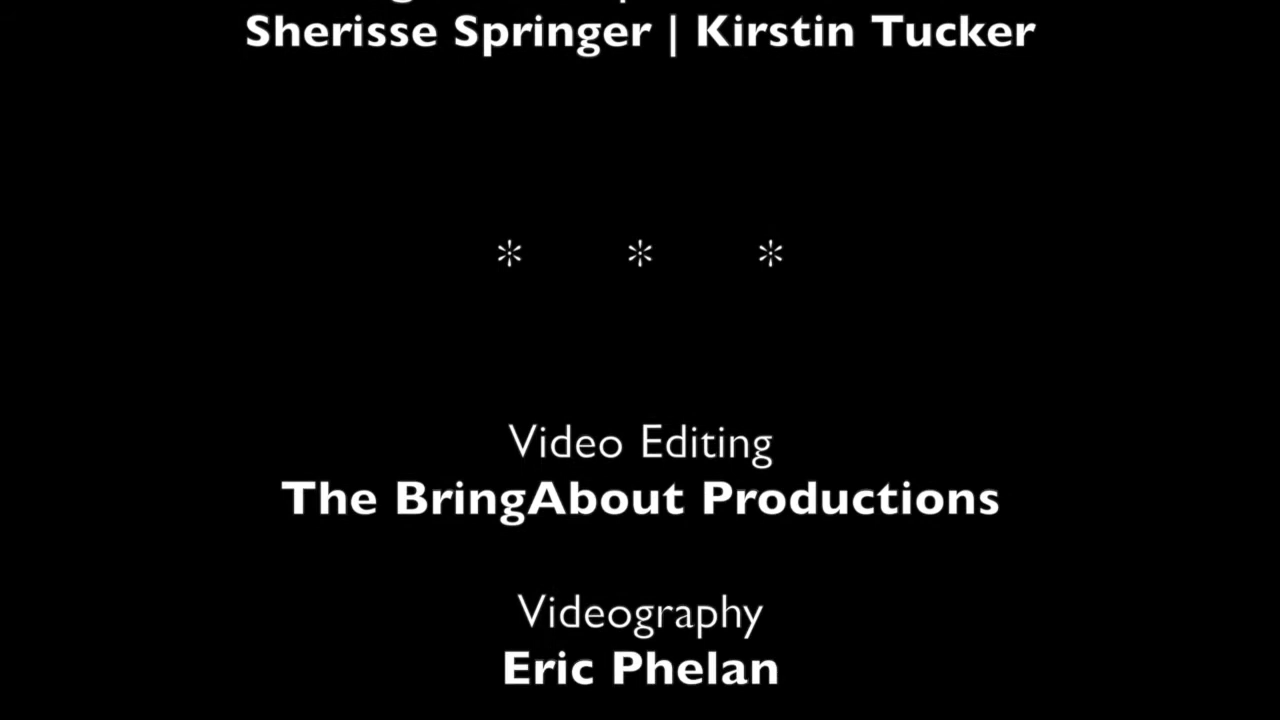 Sherisse Springer | Kirstin Tucker
* * *
Video Editing
The BringAbout Productions
Videography
Eric Phelan